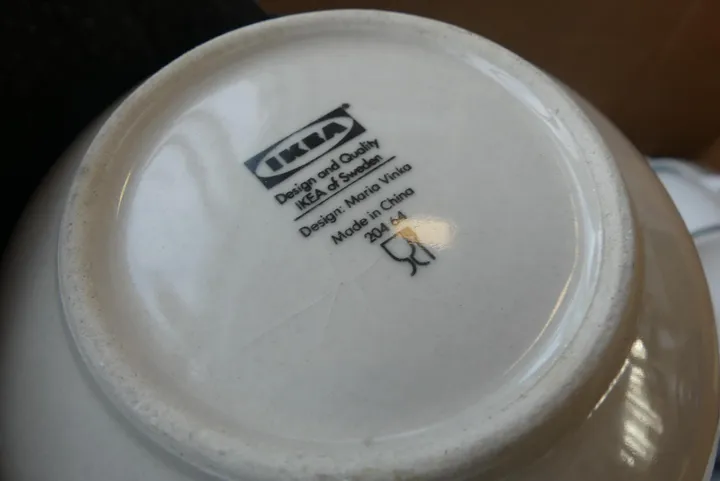 IKEA®
Design and Quality
IKEA of Sweden
Design: Maria Vinka
Made in China
204 64